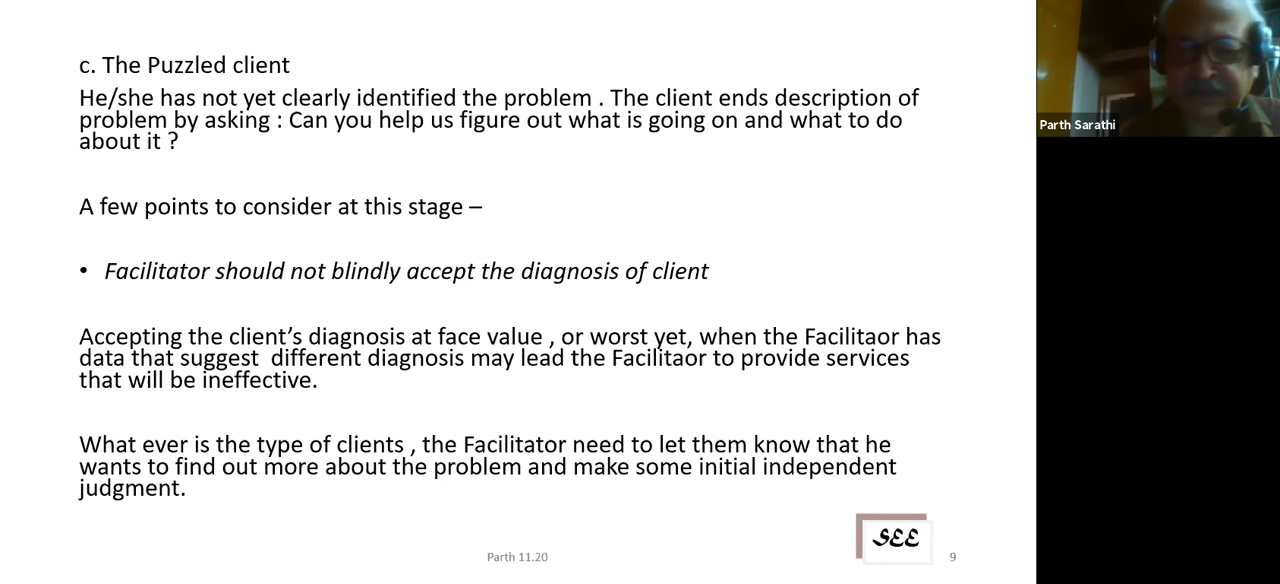 c. The Puzzled client
He/she has not yet clearly identified the problem . The client ends description of
problem by asking : Can you help us figure out what is going on and what to do
about it ?
A few points to consider at this stage –
• Facilitator should not blindly accept the diagnosis of client
Accepting the client’s diagnosis at face value , or worst yet, when the Facilitaor has
data that suggest  different diagnosis may lead the Facilitaor to provide services
that will be ineffective.
What ever is the type of clients , the Facilitator need to let them know that he
wants to find out more about the problem and make some initial independent
judgment.
SEE
Parth 11.20
9
Parth Sarathi